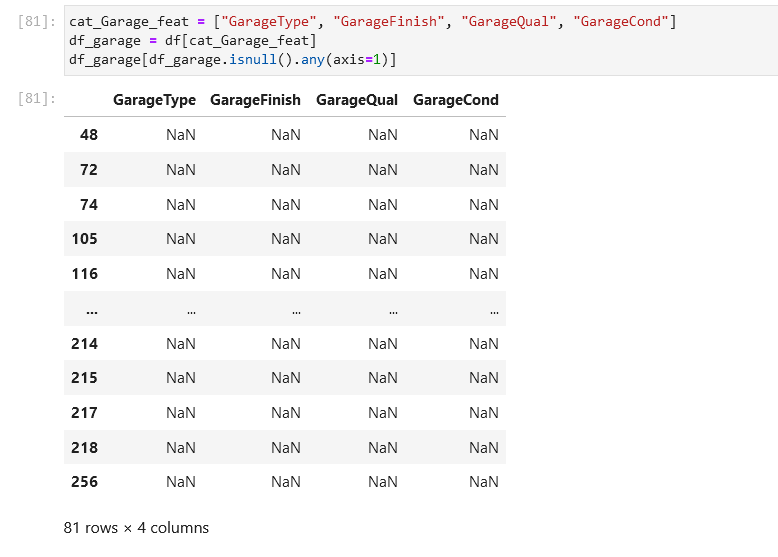 [81]: cat_Garage_feat = ["GarageType", "GarageFinish", "GarageQual", "GarageCond"]
df_garage = df[cat_Garage_feat]
df_garage[df_garage.isnull().any(axis=1)]
[81]:
GarageType GarageFinish GarageQual GarageCond
48 NaN NaN NaN NaN
72 NaN NaN NaN NaN
74 NaN NaN NaN NaN
105 NaN NaN NaN NaN
116 NaN NaN NaN NaN
... ... ... ... ...
214 NaN NaN NaN NaN
215 NaN NaN NaN NaN
217 NaN NaN NaN NaN
218 NaN NaN NaN NaN
256 NaN NaN NaN NaN
81 rows × 4 columns